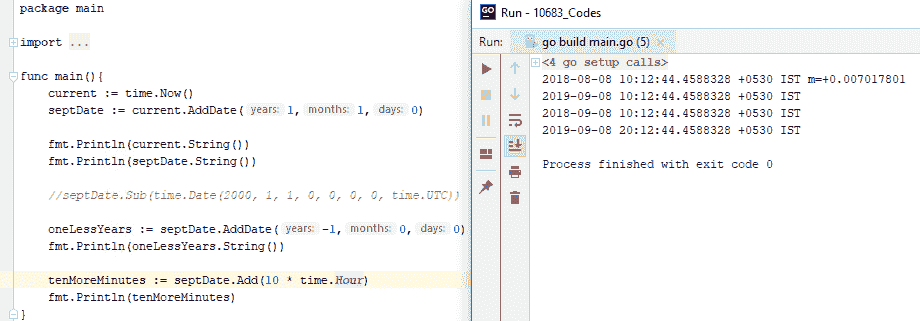 package main
import ...
func main(){
current := time.Now()
septDate := current.AddDate( years: 1, months: 1, days: 0)
fmt.Println(current.String())
fmt.Println(septDate.String())
//septDate.Sub(time.Date(2000, 1, 1, 0, 0, 0, 0, time.UTC))
oneLessYears := septDate.AddDate( years: -1, months: 0, days: 0)
fmt.Println(oneLessYears.String())
tenMoreMinutes := septDate.Add(10 * time.Hour)
fmt.Println(tenMoreMinutes)
}
GO
Run - 10683_Codes
Run: go build main.go (5)
<4 go setup calls>
2018-08-08 10:12:44.4588328 +0530 IST m=+0.007017801
2019-09-08 10:12:44.4588328 +0530 IST
2018-09-08 10:12:44.4588328 +0530 IST
2019-09-08 20:12:44.4588328 +0530 IST
Process finished with exit code 0